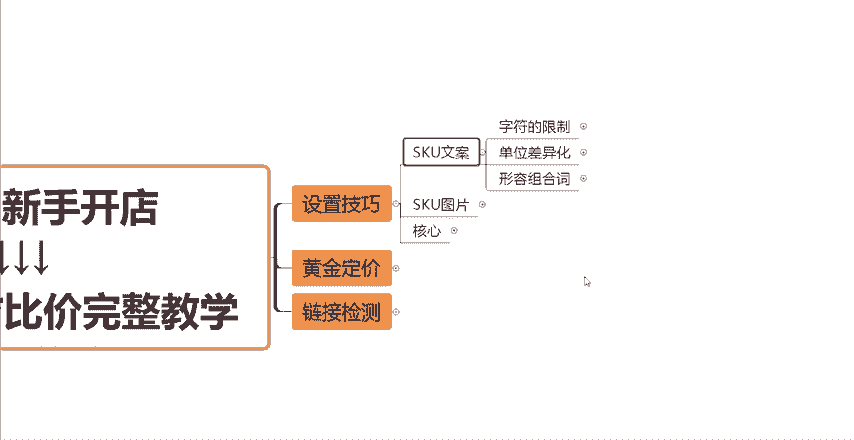 新手开店
↓↓↓
比价完整教学
设置技巧
SKU文案
字符的限制
单位差异化
形容组合词
SKU图片
核心
黄金定价
链接检测